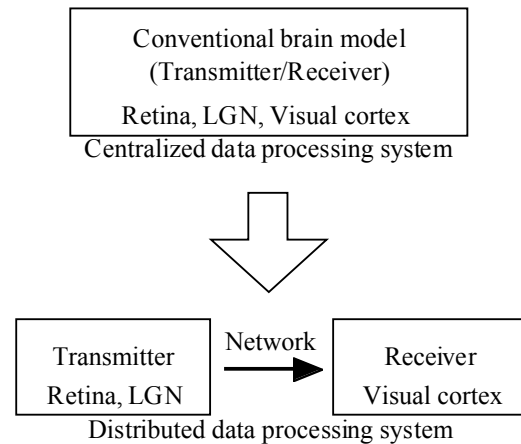 Conventional brain model
(Transmitter/Receiver)
Retina, LGN, Visual cortex
Centralized data processing system
Network
Transmitter
Retina, LGN
Receiver
Visual cortex
Distributed data processing system